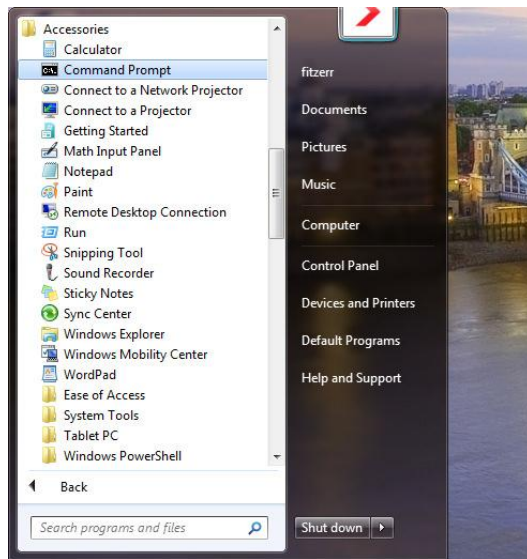 Accessories
Calculator
Command Prompt
Connect to a Network Projector
Connect to a Projector
Getting Started
Math Input Panel
Notepad
Paint
Remote Desktop Connection
Run
Snipping Tool
Sound Recorder
Sticky Notes
Sync Center
Windows Explorer
Windows Mobility Center
WordPad
Ease of Access
System Tools
Tablet PC
Windows PowerShell
Back
Search programs and files
fitzerr
Documents
Pictures
Music
Computer
Control Panel
Devices and Printers
Default Programs
Help and Support
Shut down